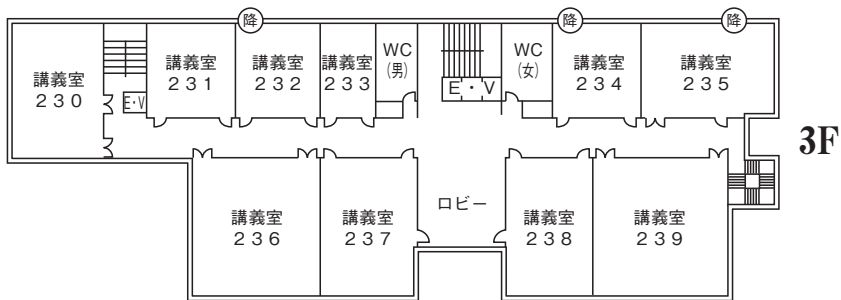 降
降
降
講義室
230
E・V
講義室
231
講義室
232
講義室
233
WC
(男)
E・V
WC
(女)
講義室
234
講義室
235
3F
講義室
236
講義室
237
ロビー
講義室
238
講義室
239